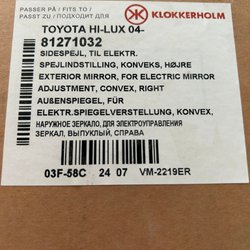 PASSER PÅ / FITS TO /
PASST ZU / ПОДХОДИТ ДЛЯ
KLOKKERHOLM
TOYOTA HI-LUX 04-
81271032
SIDESPEJL, TIL ELEKTR.
SPEJLINDSTILLING, KONVEKS, HØJRE
EXTERIOR MIRROR, FOR ELECTRIC MIRROR
ADJUSTMENT, CONVEX, RIGHT
AUßENSPIEGEL, FÜR
ELEKTR.SPIEGELVERSTELLUNG, KONVEX,
НАРУЖНОЕ ЗЕРКАЛО, ДЛЯ ЭЛЕКТРОУПРАВЛЕНИЯ
ЗЕРКАЛ, ВЫПУКЛЫЙ, СПРАВА
03F-58C 24 07 VM-2219ER